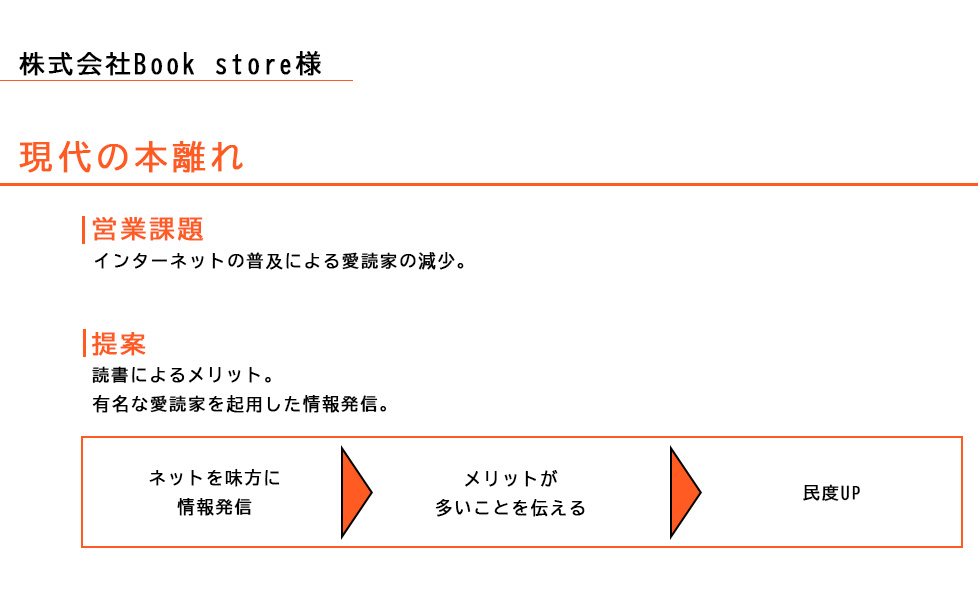 株式会社Book store様
現代の本離れ
営業課題
インターネットの普及による愛読家の減少。
提案
読書によるメリット。
有名な愛読家を起用した情報発信。
ネットを味方に
情報発信
メリットが
多いことを伝える
民度UP